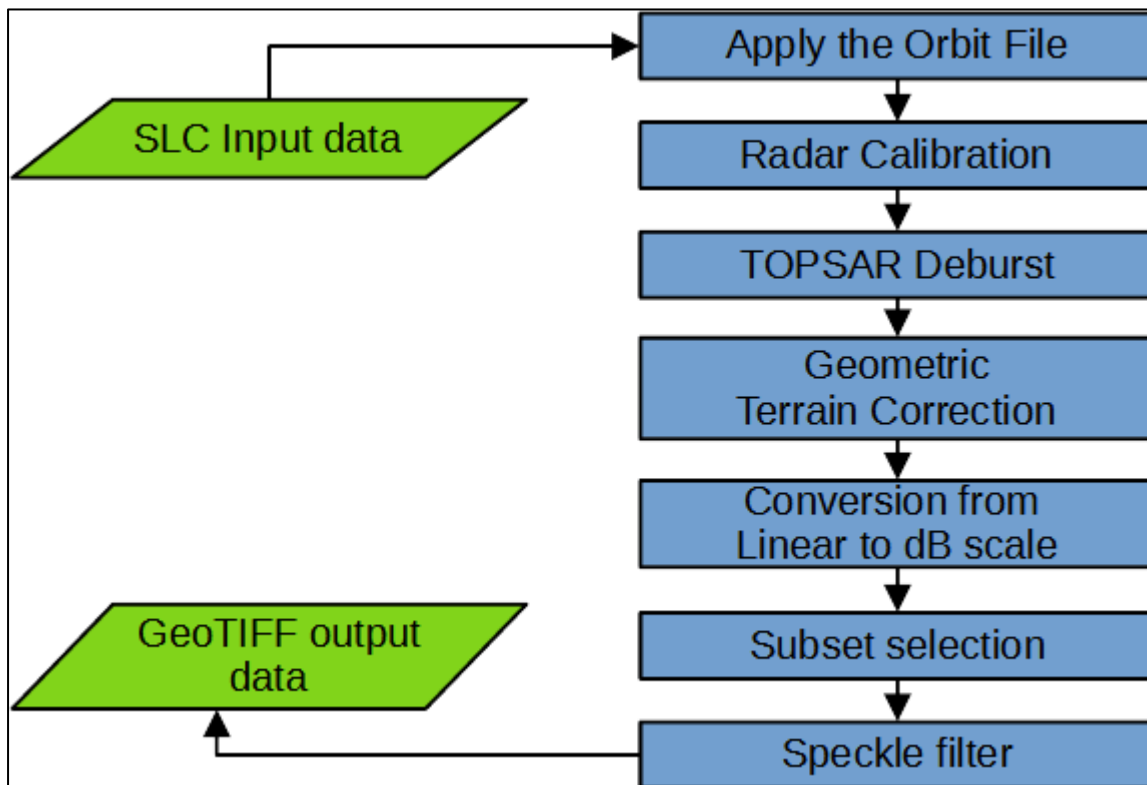 SLC Input data
Apply the Orbit File
Radar Calibration
TOPSAR Deburst
Geometric
Terrain Correction
Conversion from
Linear to dB scale
Subset selection
Speckle filter
GeoTIFF output
data